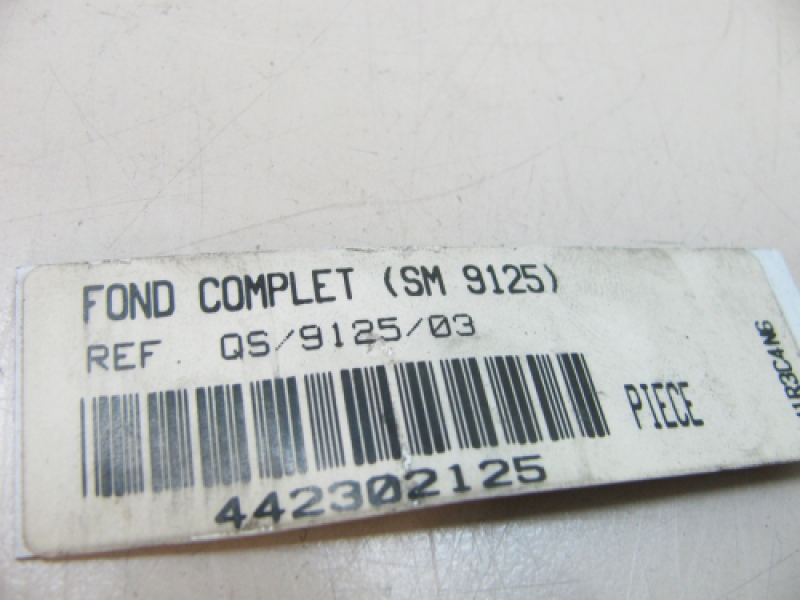 FOND COMPLET (SM 9125)
REF QS/9125/03
PIECE
442302125